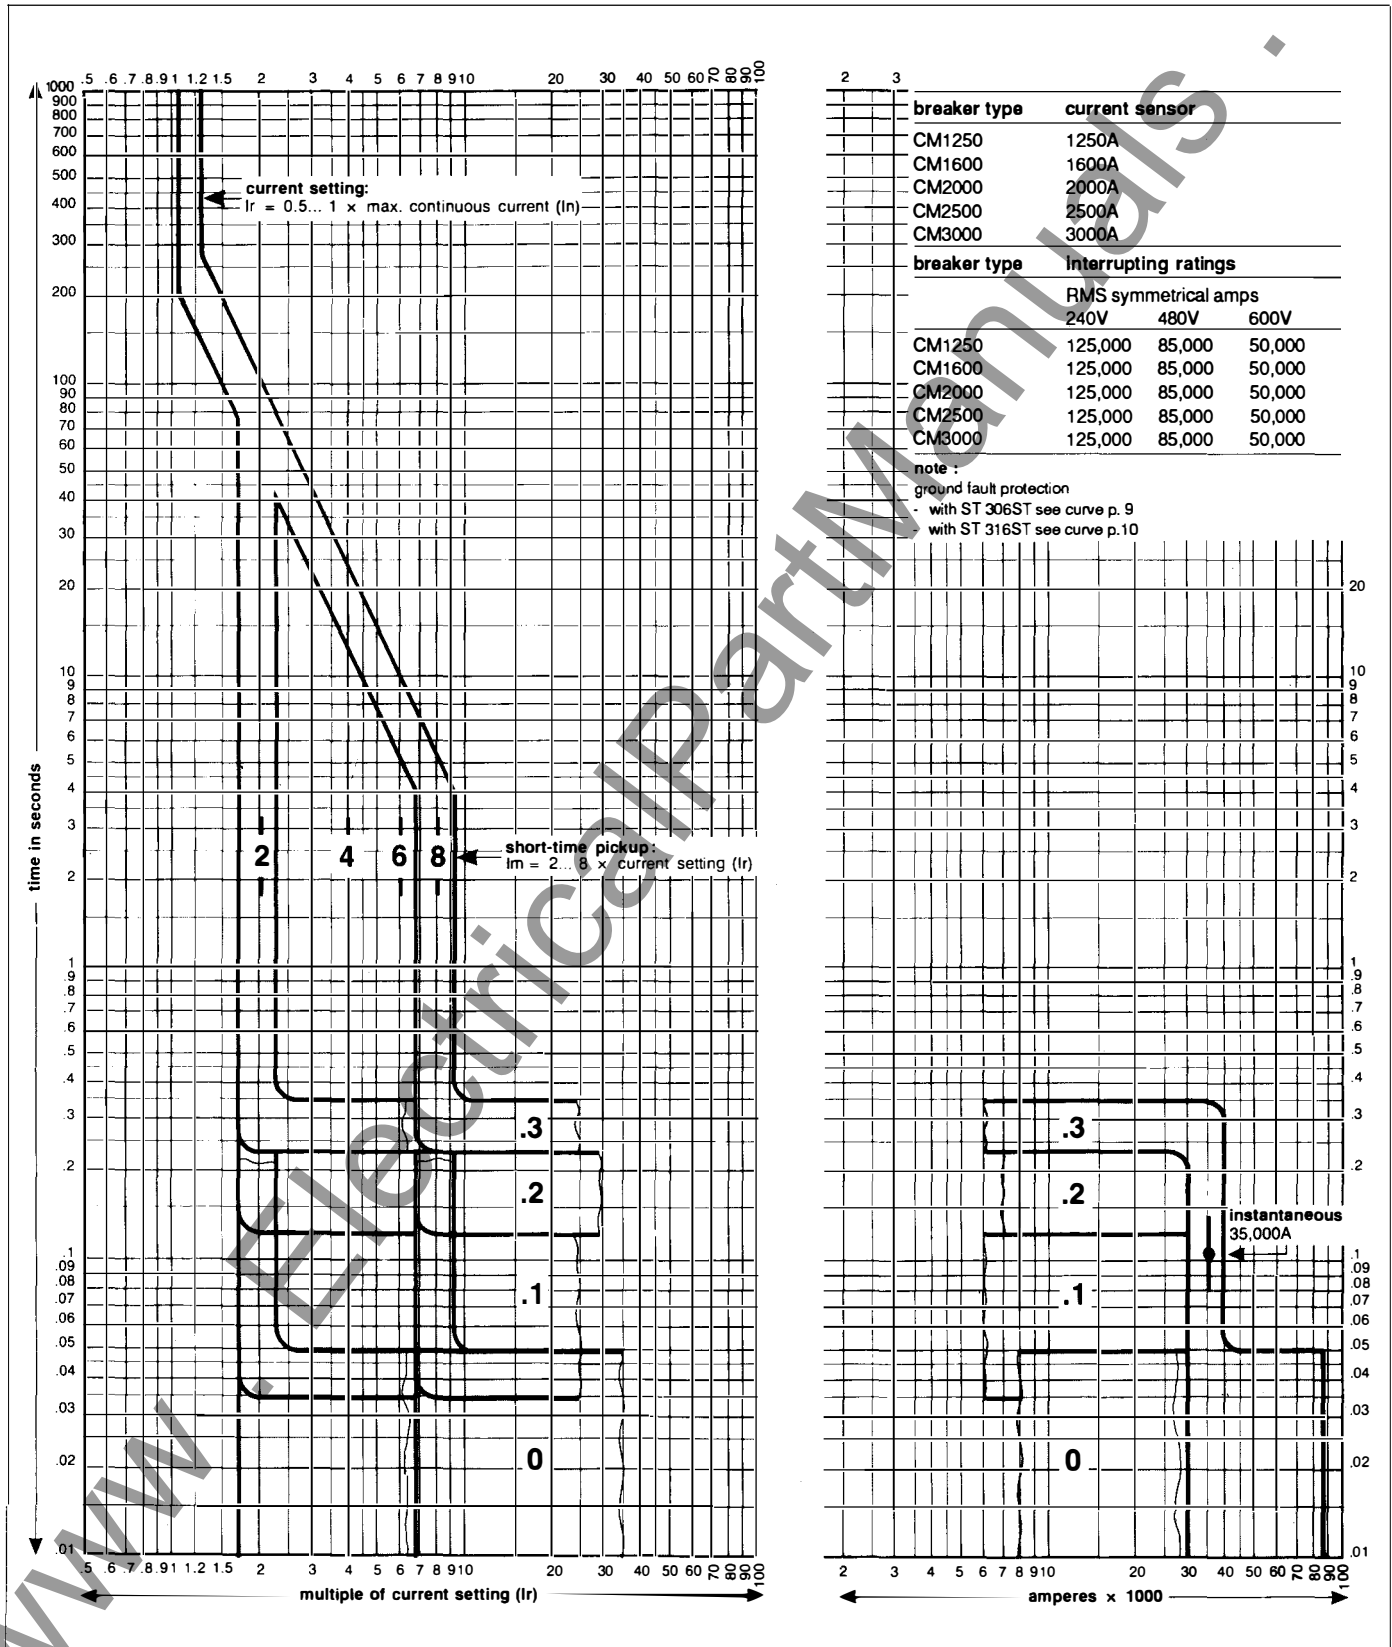 .5 .6 .7 .8 .9 1 1.2 1.5 2 3 4 5 6 7 8 9 10 20 30 40 50 60 70 80 90 100
1000
900
800
700
600
500
400
300
200
100
90
80
70
60
50
40
30
20
10
9
8
7
6
5
4
3
2
1
.9
.8
.7
.6
.5
.4
.3
.2
.1
.09
.08
.07
.06
.05
.04
.03
.02
.01
time in seconds
current setting:
Ir = 0.5... 1 × max. continuous current (In)
2 4 6 8
short-time pickup:
Im = 2... 8 × current setting (Ir)
.3
.2
.1
0
.5 .6 .7 .8 .9 1 1.2 1.5 2 3 4 5 6 7 8 9 10 20 30 40 50 60 70 80 90 100
multiple of current setting (Ir)
2 3
breaker type current sensor
CM1250 1250A
CM1600 1600A
CM2000 2000A
CM2500 2500A
CM3000 3000A
breaker type Interrupting ratings
RMS symmetrical amps
240V 480V 600V
CM1250 125,000 85,000 50,000
CM1600 125,000 85,000 50,000
CM2000 125,000 85,000 50,000
CM2500 125,000 85,000 50,000
CM3000 125,000 85,000 50,000
note :
ground fault protection
- with ST 306ST see curve p. 9
- with ST 316ST see curve p.10
20
10
9
8
7
6
5
4
3
2
1
.9
.8
.7
.6
.5
.4
.3
.2
.1
.09
.08
.07
.06
.05
.04
.03
.02
.01
.3
.2
.1
0
instantaneous
35,000A
2 3 4 5 6 7 8 9 10 20 30 40 50 60 70 80 90 100
amperes × 1000
www.ElectricalPartManuals.